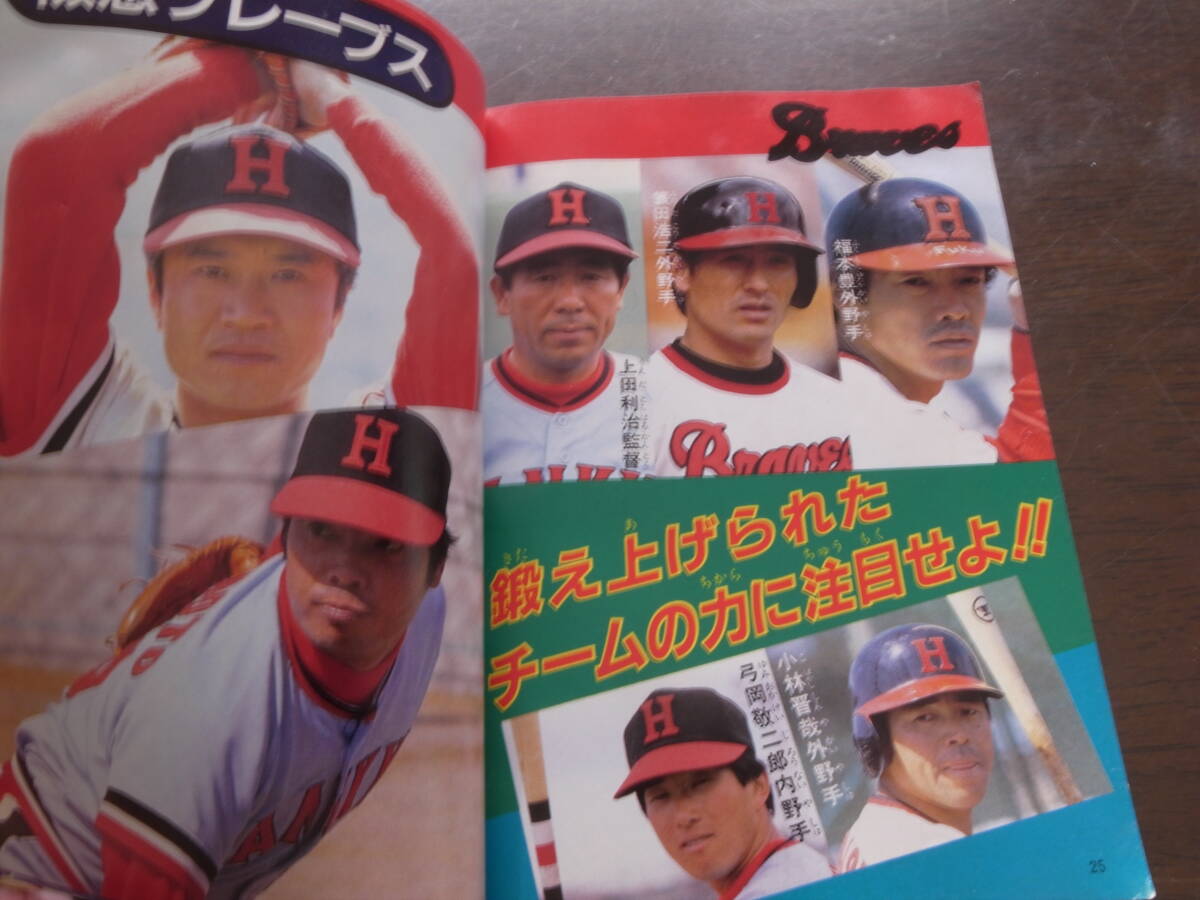 ブレーブス
H
H
Braves
H
H
H
Fuku
上田利治監督
簑田浩二外野手
福本豊外野手
Braves
鍛え上げられた
チームの力に注目せよ!!
きた
あ
ちから
ちゅうもく
H
H
弓岡敬二郎内野手
小林晋哉外野手
25